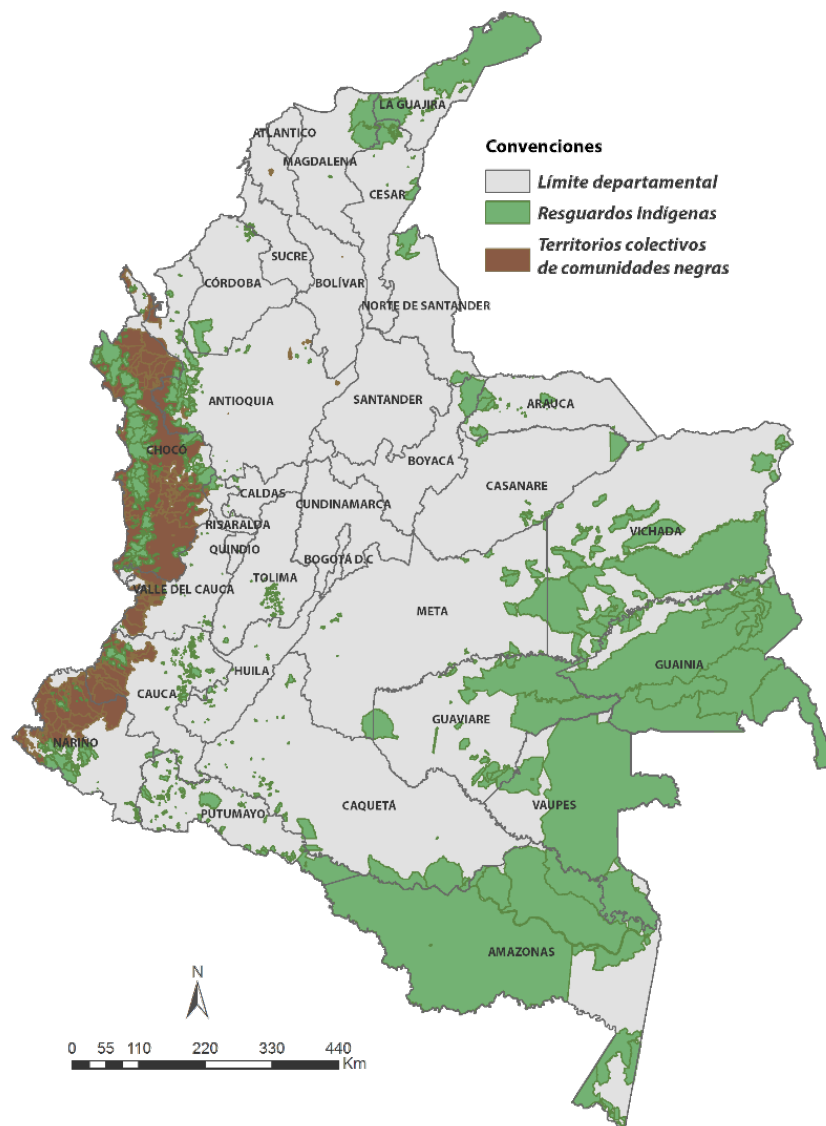 LA GUAJIRA
ATLANTICO
MAGDALENA
CESAR
Convenciones
Límite departamental
Resguardos Indígenas
Territorios colectivos
de comunidades negras
SUCRE
CÓRDOBA
BOLÍVAR
NORTE DE SANTANDER
ANTIOQUIA
SANTANDER
ARAUCA
CHOCÓ
BOYACÁ
CASANARE
CALDAS
CUNDINAMARCA
RISARALDA
VICHADA
QUINDIO
BOGOTÁ D.C
TOLIMA
VALLE DEL CAUCA
META
GUAINIA
HUILA
CAUCA
GUAVIARE
NARIÑO
CAQUETÁ
VAUPES
PUTUMAYO
AMAZONAS
N
0 55 110 220 330 440
Km